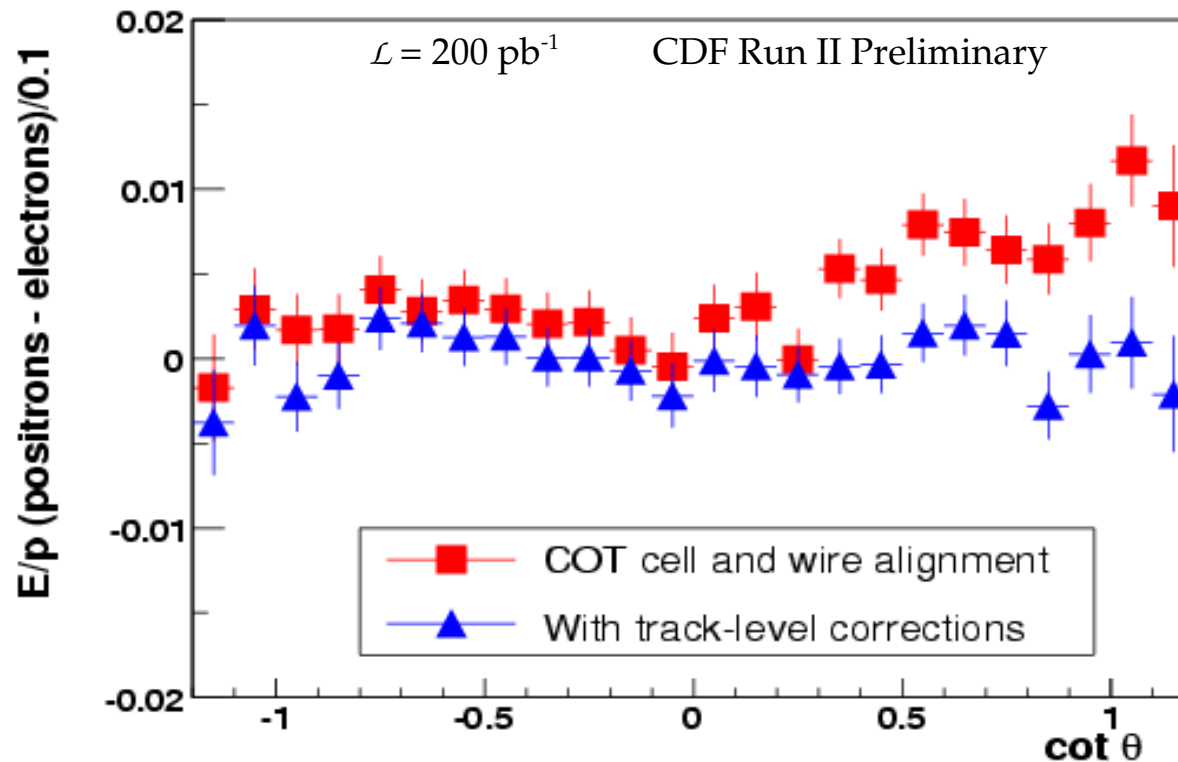 0.02
ℒ = 200 pb⁻¹ CDF Run II Preliminary
E/p (positrons - electrons)/0.1
0.01
0
-0.01
COT cell and wire alignment
With track-level corrections
-0.02
-1 -0.5 0 0.5 1
cot θ